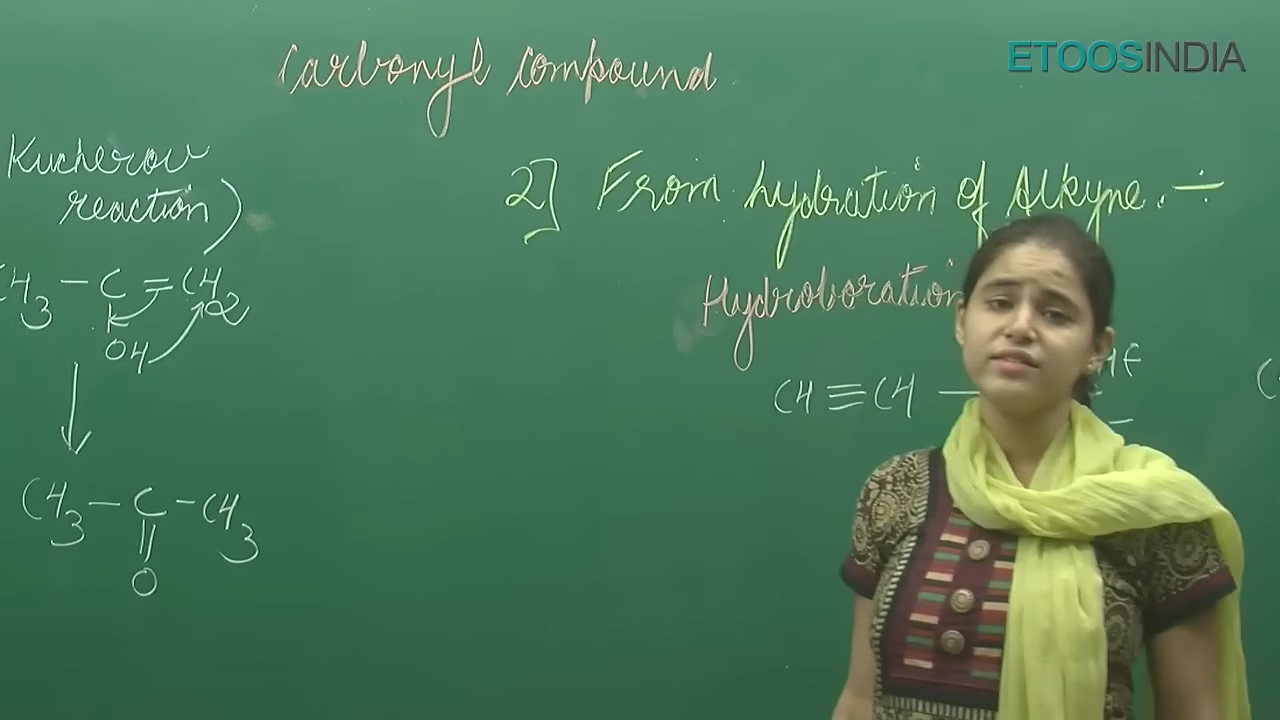 ETOOSINDIA
Carbonyl compound
Kucherov
reaction)
CH3 — C = CH2
OH
CH3 — C — CH3
O
2] From hydration of Alkyne. ÷
Hydroboration
CH ≡ CH —